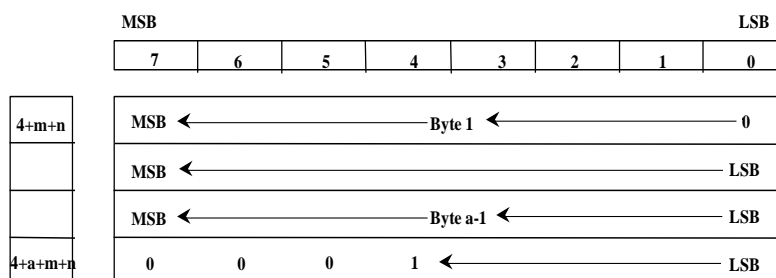 MSB LSB
7 6 5 4 3 2 1 0
4+m+n MSB Byte 1 0
MSB LSB
MSB Byte a-1 LSB
4+a+m+n 0 0 0 1 LSB